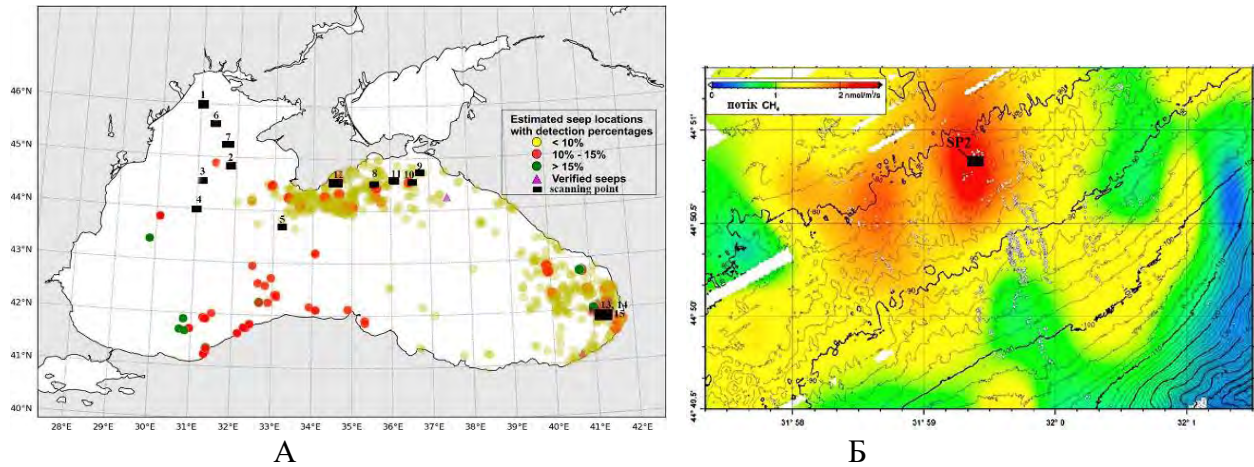 46°N
45°N
44°N
43°N
42°N
41°N
40°N
28°E 29°E 30°E 31°E 32°E 33°E 34°E 35°E 36°E 37°E 38°E 39°E 40°E 41°E 42°E
1
6
7
2
3
4
5
12
8
11
10
9
13, 14
15
Estimated seep locations
with detection percentages
< 10%
10% - 15%
> 15%
Verified seeps
scanning point
А
0 1 2 nmol/m²/s
потік CH₄
SP2
44° 51'
44° 50.5'
44° 50'
44° 49.5'
31° 58' 31° 59' 32° 0' 32° 1'
Б